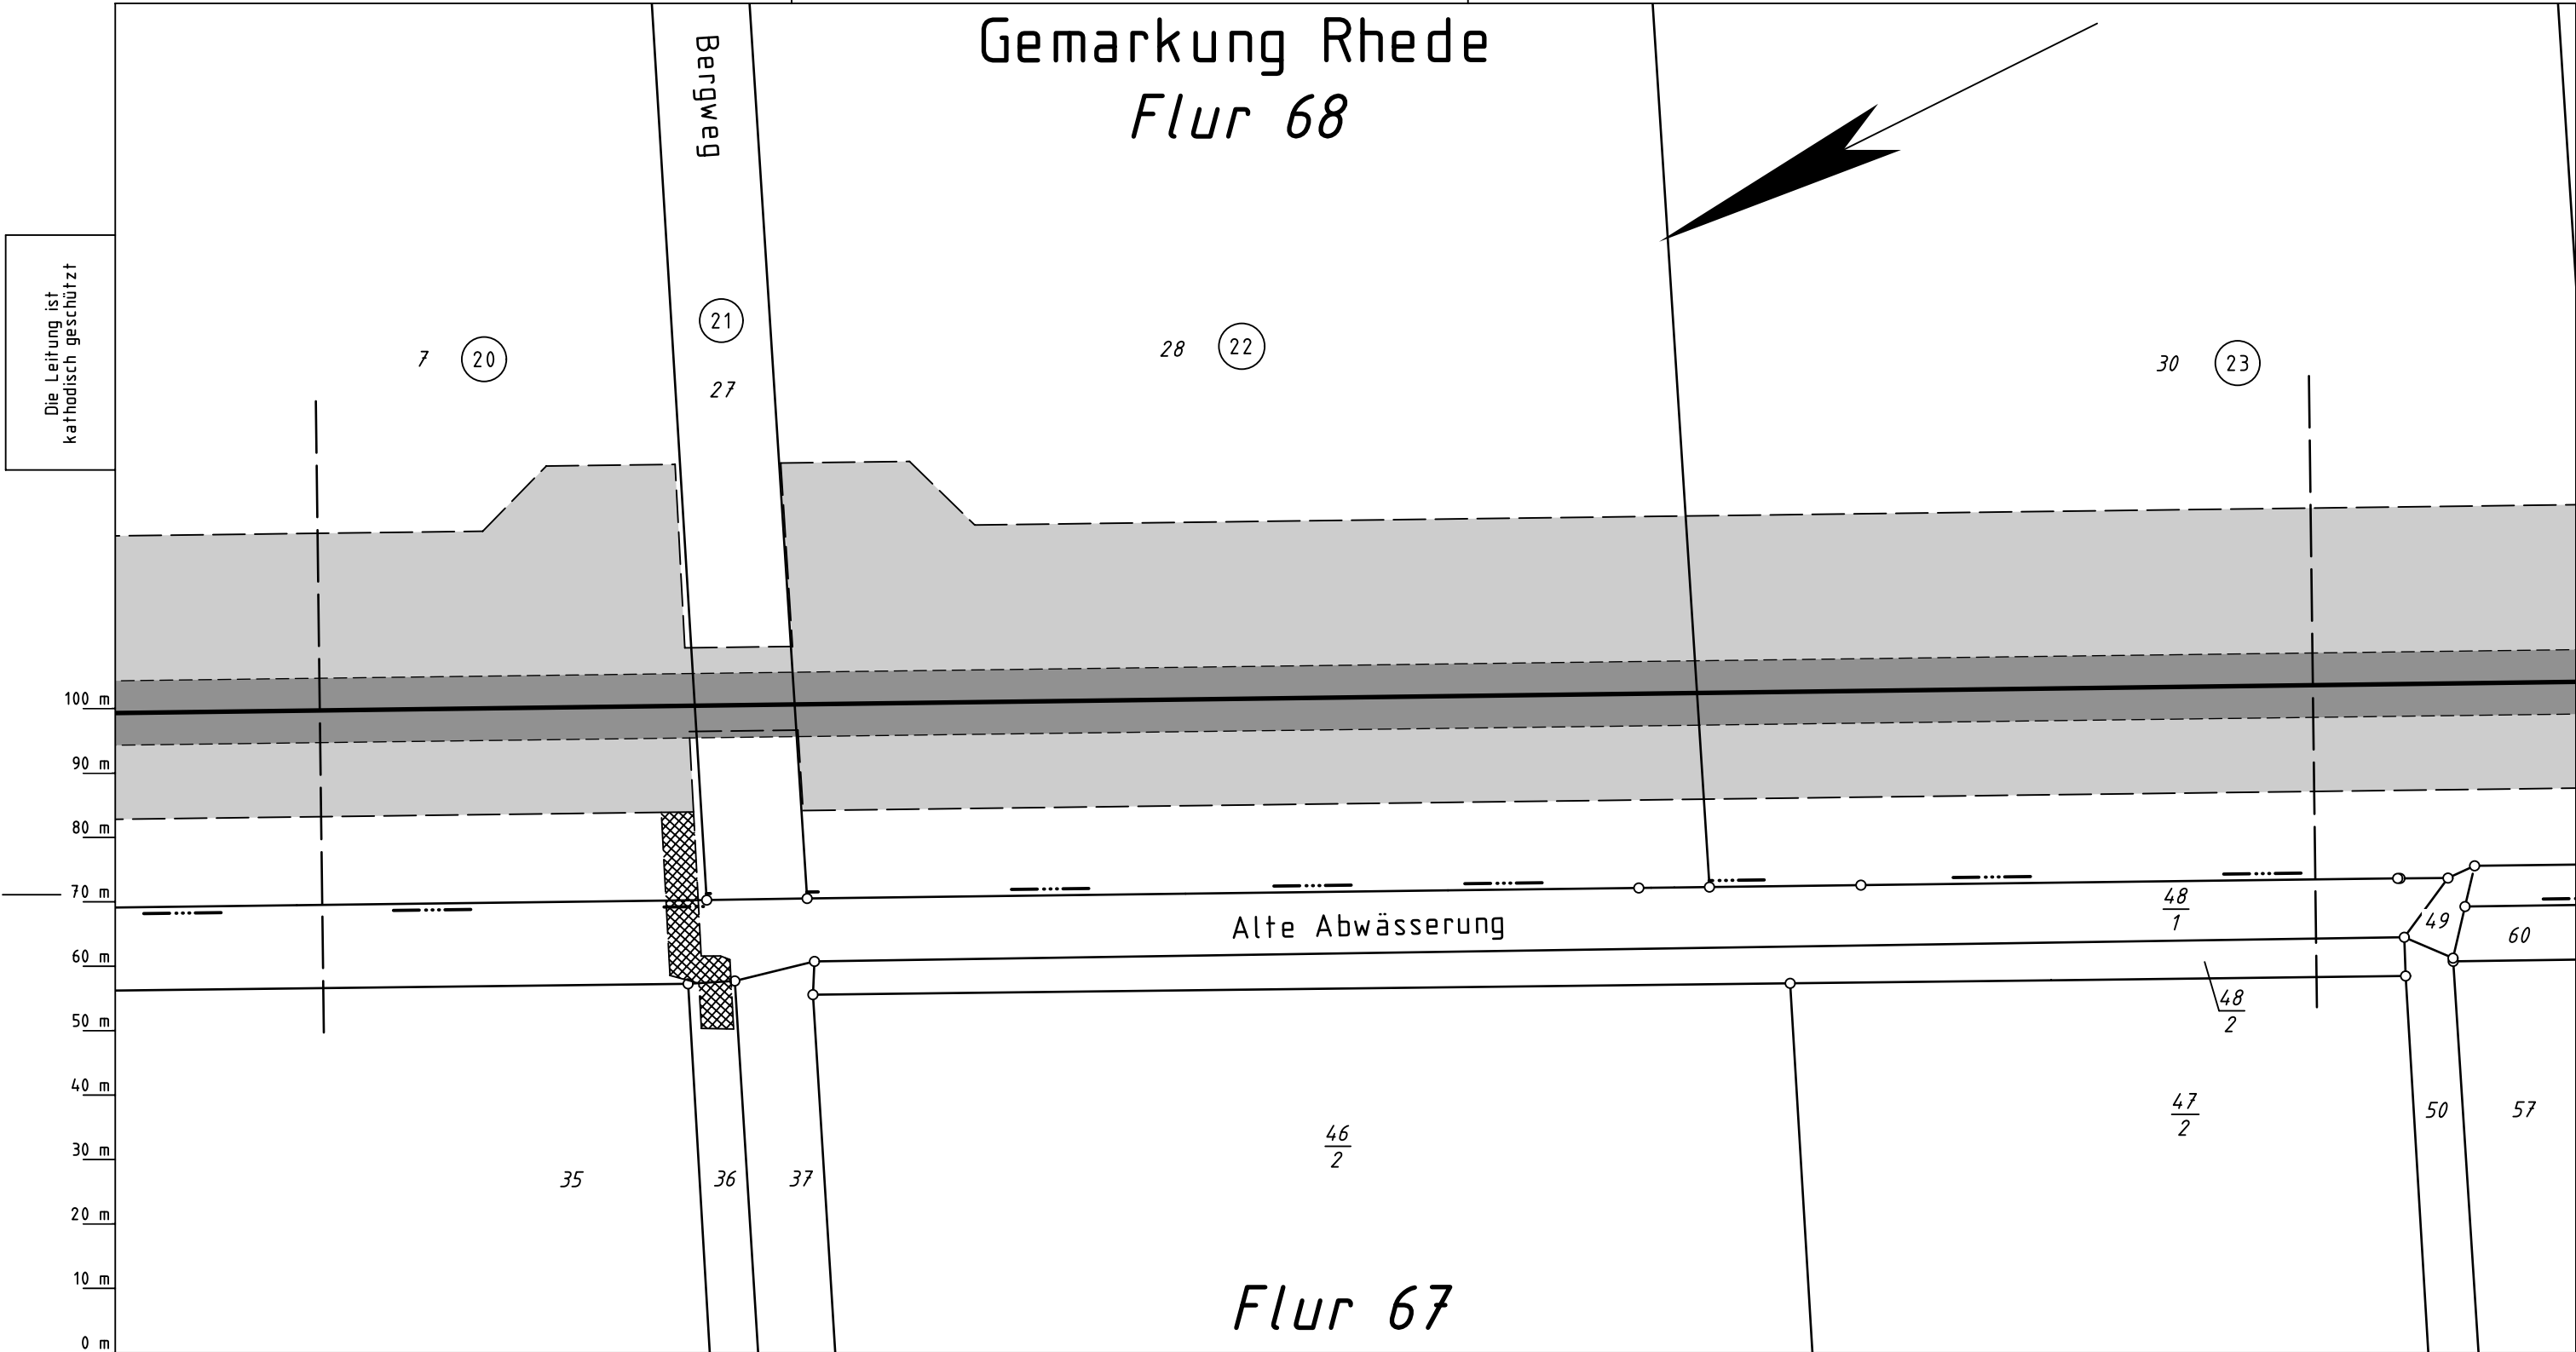 Gemarkung Rhede
Flur 68
Bergweg
Die Leitung ist
kathodisch geschützt
7 20
21
27
28 22
30 23
100 m
90 m
80 m
70 m
60 m
50 m
40 m
30 m
20 m
10 m
0 m
Alte Abwässerung
48
1
49
60
48
2
35
36
37
46
2
47
2
50
57
Flur 67